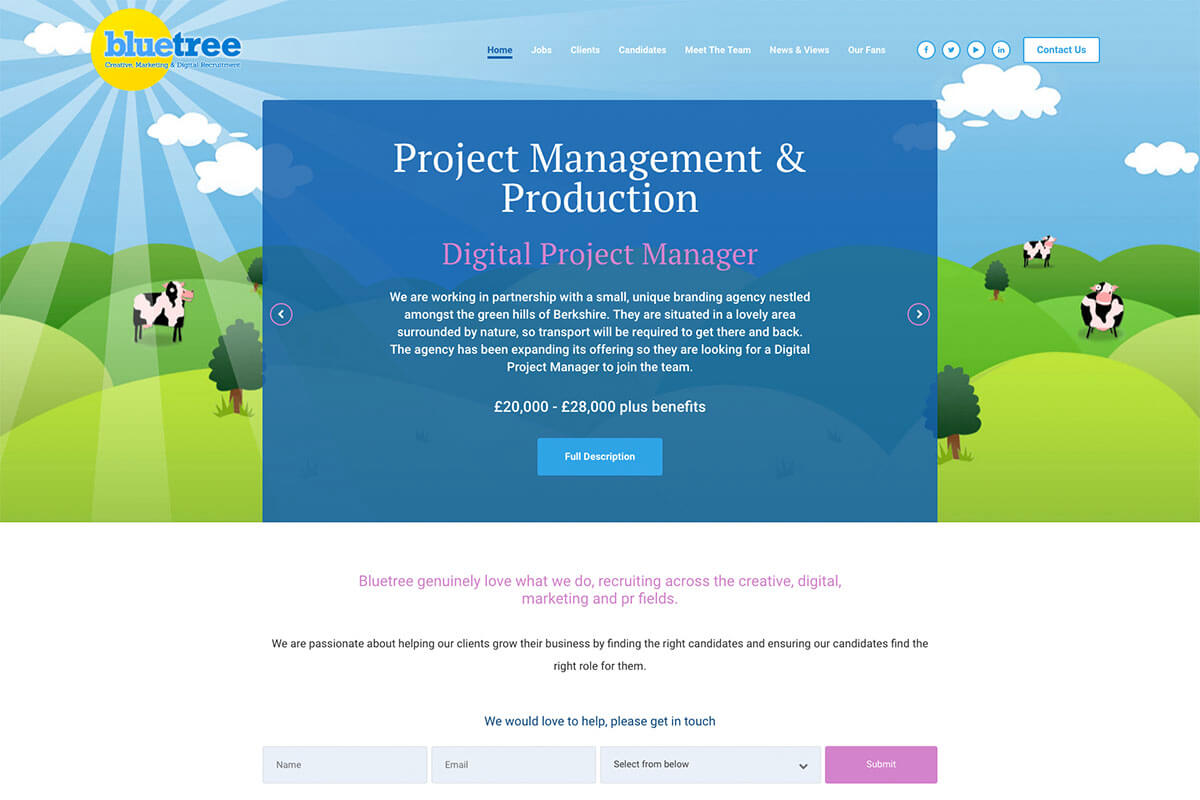 bluetree
Creative, Marketing & Digital Recruitment
Home Jobs Clients Candidates Meet The Team News & Views Our Fans Contact Us
Project Management &
Production
Digital Project Manager
We are working in partnership with a small, unique branding agency nestled
amongst the green hills of Berkshire. They are situated in a lovely area
surrounded by nature, so transport will be required to get there and back.
The agency has been expanding its offering so they are looking for a Digital
Project Manager to join the team.
£20,000 - £28,000 plus benefits
Full Description
Bluetree genuinely love what we do, recruiting across the creative, digital,
marketing and pr fields.
We are passionate about helping our clients grow their business by finding the right candidates and ensuring our candidates find the
right role for them.
We would love to help, please get in touch
Name Email Select from below Submit